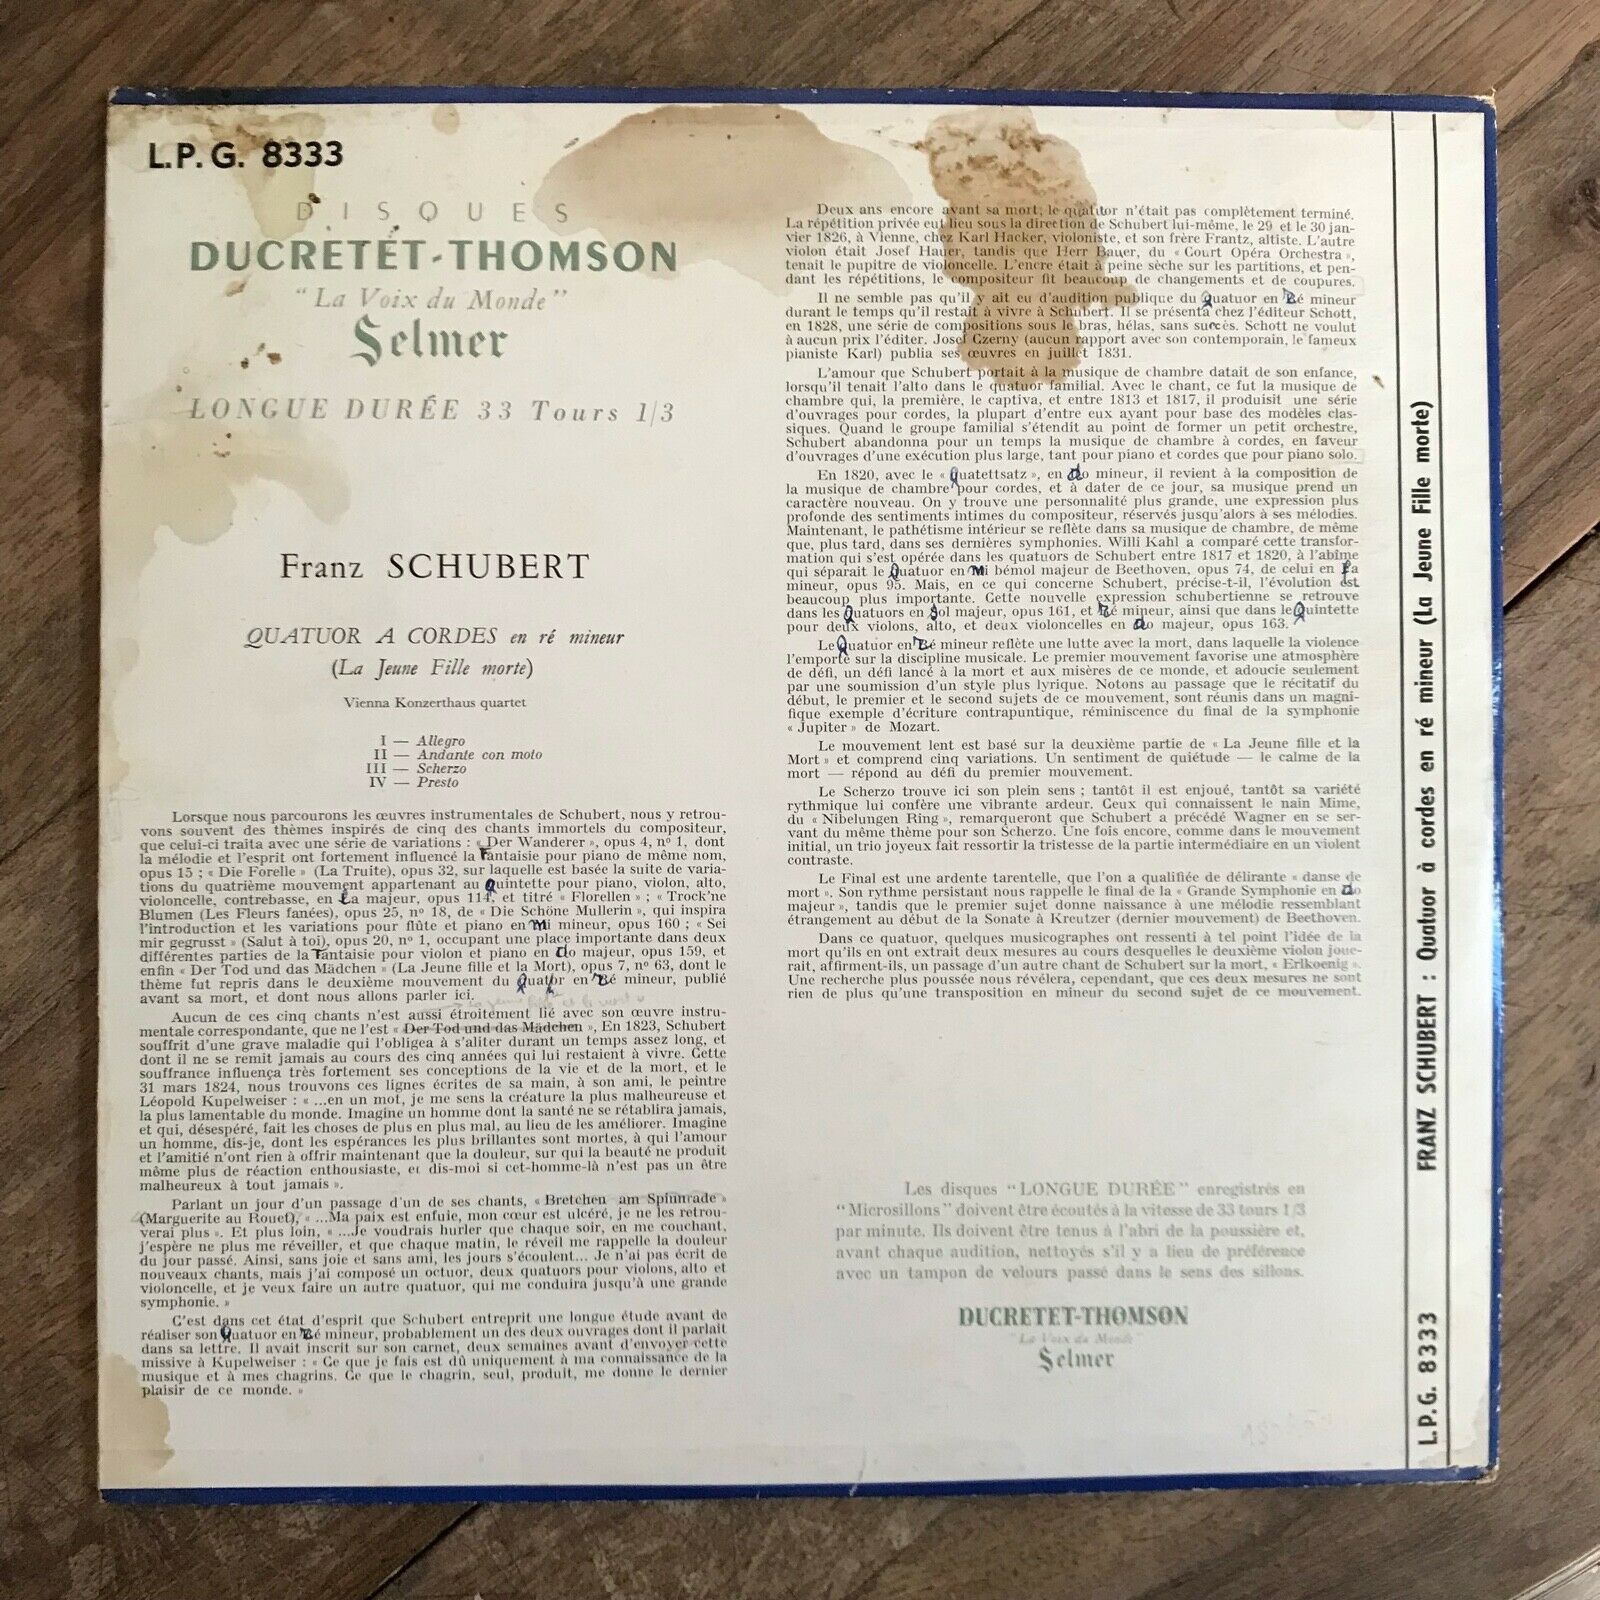 L.P.G. 8333
DISQUES
DUCRETET-THOMSON
"La Voix du Monde"
Selmer
LONGUE DURÉE 33 Tours 1/3
Franz SCHUBERT
QUATUOR A CORDES en ré mineur
(La Jeune Fille morte)
Vienna Konzerthaus quartet
I — Allegro
II — Andante con moto
III — Scherzo
IV — Presto
Lorsque nous parcourons les œuvres instrumentales de Schubert, nous y retrou-
vons souvent des thèmes inspirés de cinq des chants immortels du compositeur,
que celui-ci traita avec une série de variations : « Der Wanderer », opus 4, nº 1, dont
la mélodie et l'esprit ont fortement influencé la Fantaisie pour piano de même nom,
opus 15 ; « Die Forelle » (La Truite), opus 32, sur laquelle est basée la suite de varia-
tions du quatrième mouvement appartenant au Quintette pour piano, violon, alto,
violoncelle, contrebasse, en La majeur, opus 114, et titré « Florellen » ; « Trock'ne
Blumen (Les Fleurs fanées), opus 25, nº 18, de « Die Schöne Mullerin », qui inspira
l'introduction et les variations pour flûte et piano en Mi mineur, opus 160 ; « Sei
mir gegrusst » (Salut à toi), opus 20, nº 1, occupant une place importante dans deux
différentes parties de la Fantaisie pour violon et piano en do majeur, opus 159, et
enfin « Der Tod und das Mädchen » (La Jeune fille et la Mort), opus 7, nº 63, dont le
thème fut repris dans le deuxième mouvement du Quatuor en Ré mineur, publié
avant sa mort, et dont nous allons parler ici.
La jeune fille et la mort »
Aucun de ces cinq chants n'est aussi étroitement lié avec son œuvre instru-
mentale correspondante, que ne l'est « Der Tod und das Mädchen », En 1823, Schubert
souffrit d'une grave maladie qui l'obligea à s'aliter durant un temps assez long, et
dont il ne se remit jamais au cours des cinq années qui lui restaient à vivre. Cette
souffrance influença très fortement ses conceptions de la vie et de la mort, et le
31 mars 1824, nous trouvons ces lignes écrites de sa main, à son ami, le peintre
Léopold Kupelweiser : « ...en un mot, je me sens la créature la plus malheureuse et
la plus lamentable du monde. Imagine un homme dont la santé ne se rétablira jamais,
et qui, désespéré, fait les choses de plus en plus mal, au lieu de les améliorer. Imagine
un homme, dis-je, dont les espérances les plus brillantes sont mortes, à qui l'amour
et l'amitié n'ont rien à offrir maintenant que la douleur, sur qui la beauté ne produit
même plus de réaction enthousiaste, et dis-moi si cet-homme-là n'est pas un être
malheureux à tout jamais ».
Parlant un jour d'un passage d'un de ses chants, « Bretchen am Spinnrade »
(Marguerite au Rouet), « ...Ma paix est enfuie, mon cœur est ulcéré, je ne les retrou-
verai plus ». Et plus loin, « ...Je voudrais hurler que chaque soir, en me couchant,
j'espère ne plus me réveiller, et que chaque matin, le réveil me rappelle la douleur
du jour passé. Ainsi, sans joie et sans ami, les jours s'écoulent... Je n'ai pas écrit de
nouveaux chants, mais j'ai composé un octuor, deux quatuors pour violons, alto et
violoncelle, et je veux faire un autre quatuor, qui me conduira jusqu'à une grande
symphonie. »
C'est dans cet état d'esprit que Schubert entreprit une longue étude avant de
réaliser son Quatuor en Ré mineur, probablement un des deux ouvrages dont il parlait
dans sa lettre. Il avait inscrit sur son carnet, deux semaines avant d'envoyer cette
missive à Kupelweiser : « Ce que je fais est dû uniquement à ma connaissance de la
musique et à mes chagrins. Ce que le chagrin, seul, produit, me donne le dernier
plaisir de ce monde. »
Deux ans encore avant sa mort, le quatuor n'était pas complètement terminé.
La répétition privée eut lieu sous la direction de Schubert lui-même, le 29 et le 30 jan-
vier 1826, à Vienne, chez Karl Hacker, violoniste, et son frère Frantz, altiste. L'autre
violon était Josef Hauer, tandis que Herr Bauer, du « Court Opéra Orchestra »,
tenait le pupitre de violoncelle. L'encre était à peine sèche sur les partitions, et pen-
dant les répétitions, le compositeur fit beaucoup de changements et de coupures.
Il ne semble pas qu'il y ait eu d'audition publique du Quatuor en Ré mineur
durant le temps qu'il restait à vivre à Schubert. Il se présenta chez l'éditeur Schott,
en 1828, une série de compositions sous le bras, hélas, sans succès. Schott ne voulut
à aucun prix l'éditer. Josef Czerny (aucun rapport avec son contemporain, le fameux
pianiste Karl) publia ses œuvres en juillet 1831.
L'amour que Schubert portait à la musique de chambre datait de son enfance,
lorsqu'il tenait l'alto dans le quatuor familial. Avec le chant, ce fut la musique de
chambre qui, la première, le captiva, et entre 1813 et 1817, il produisit une série
d'ouvrages pour cordes, la plupart d'entre eux ayant pour base des modèles clas-
siques. Quand le groupe familial s'étendit au point de former un petit orchestre,
Schubert abandonna pour un temps la musique de chambre à cordes, en faveur
d'ouvrages d'une exécution plus large, tant pour piano et cordes que pour piano solo.
En 1820, avec le « Quatettsatz », en do mineur, il revient à la composition de
la musique de chambre pour cordes, et à dater de ce jour, sa musique prend un
caractère nouveau. On y trouve une personnalité plus grande, une expression plus
profonde des sentiments intimes du compositeur, réservés jusqu'alors à ses mélodies.
Maintenant, le pathétisme intérieur se reflète dans sa musique de chambre, de même
que, plus tard, dans ses dernières symphonies. Willi Kahl a comparé cette transfor-
mation qui s'est opérée dans les quatuors de Schubert entre 1817 et 1820, à l'abîme
qui séparait le Quatuor en Mi bémol majeur de Beethoven, opus 74, de celui en fa
mineur, opus 95. Mais, en ce qui concerne Schubert, précise-t-il, l'évolution est
beaucoup plus importante. Cette nouvelle expression schubertienne se retrouve
dans les Quatuors en Sol majeur, opus 161, et Ré mineur, ainsi que dans le Quintette
pour deux violons, alto, et deux violoncelles en do majeur, opus 163.
Le Quatuor en Ré mineur reflète une lutte avec la mort, dans laquelle la violence
l'emporte sur la discipline musicale. Le premier mouvement favorise une atmosphère
de défi, un défi lancé à la mort et aux misères de ce monde, et adoucie seulement
par une soumission d'un style plus lyrique. Notons au passage que le récitatif du
début, le premier et le second sujets de ce mouvement, sont réunis dans un magni-
fique exemple d'écriture contrapuntique, réminiscence du final de la symphonie
« Jupiter » de Mozart.
Le mouvement lent est basé sur la deuxième partie de « La Jeune fille et la
Mort » et comprend cinq variations. Un sentiment de quiétude — le calme de la
mort — répond au défi du premier mouvement.
Le Scherzo trouve ici son plein sens ; tantôt il est enjoué, tantôt sa variété
rythmique lui confère une vibrante ardeur. Ceux qui connaissent le nain Mime,
du « Nibelungen Ring », remarqueront que Schubert a précédé Wagner en se ser-
vant du même thème pour son Scherzo. Une fois encore, comme dans le mouvement
initial, un trio joyeux fait ressortir la tristesse de la partie intermédiaire en un violent
contraste.
Le Final est une ardente tarentelle, que l'on a qualifiée de délirante « danse de
mort ». Son rythme persistant nous rappelle le final de la « Grande Symphonie en do
majeur », tandis que le premier sujet donne naissance à une mélodie ressemblant
étrangement au début de la Sonate à Kreutzer (dernier mouvement) de Beethoven.
Dans ce quatuor, quelques musicographes ont ressenti à tel point l'idée de la
mort qu'ils en ont extrait deux mesures au cours desquelles le deuxième violon joue-
rait, affirment-ils, un passage d'un autre chant de Schubert sur la mort, « Erlkoenig ».
Une recherche plus poussée nous révélera, cependant, que ces deux mesures ne sont
rien de plus qu'une transposition en mineur du second sujet de ce mouvement.
Les disques "LONGUE DURÉE" enregistrés en
"Microsillons" doivent être écoutés à la vitesse de 33 tours 1/3
par minute. Ils doivent être tenus à l'abri de la poussière et,
avant chaque audition, nettoyés s'il y a lieu de préférence
avec un tampon de velours passé dans le sens des sillons.
DUCRETET-THOMSON
"La Voix du Monde"
Selmer
L.P.G. 8333 FRANZ SCHUBERT : Quatuor à cordes en ré mineur (La Jeune Fille morte)